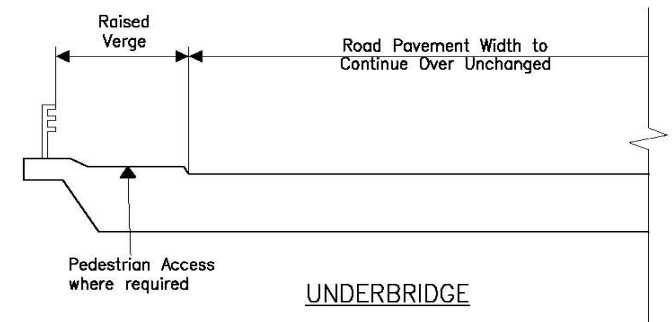 Raised
Verge
Road Pavement Width to
Continue Over Unchanged
Pedestrian Access
where required
UNDERBRIDGE